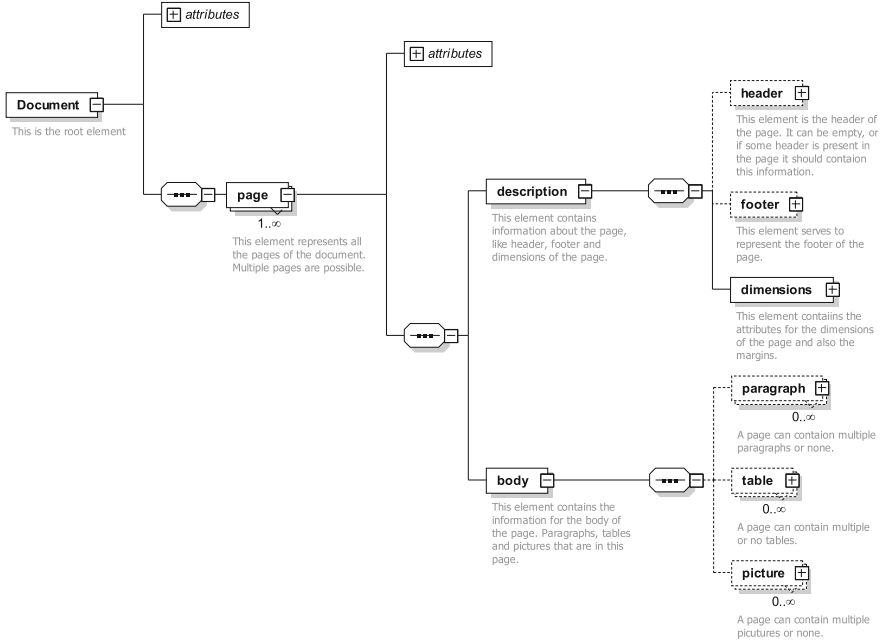 attributes
attributes
Document
This is the root element
page
1..∞
This element represents all
the pages of the document.
Multiple pages are possible.
description
This element contains
information about the page,
like header, footer and
dimensions of the page.
header
This element is the header of
the page. It can be empty, or
if some header is present in
the page it should contaion
this information.
footer
This element serves to
represent the footer of the
page.
dimensions
This element contaiins the
attributes for the dimensions
of the page and also the
margins.
body
This element contains the
information for the body of
the page. Paragraphs, tables
and pictures that are in this
page.
paragraph
0..∞
A page can contaion multiple
paragraphs or none.
table
0..∞
A page can contain multiple
or no tables.
picture
0..∞
A page can contain multiple
picutures or none.